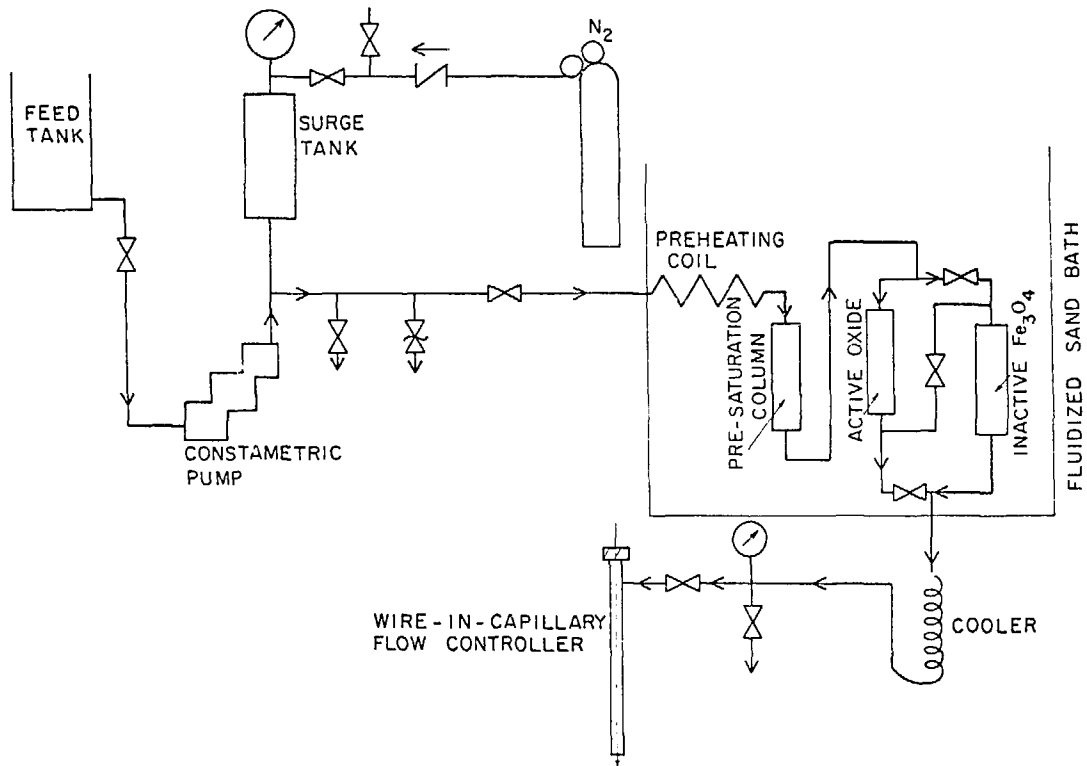 N2
FEED
TANK
SURGE
TANK
PREHEATING
COIL
PRE-SATURATION
COLUMN
ACTIVE OXIDE
INACTIVE Fe3O4
FLUIDIZED SAND BATH
CONSTAMETRIC
PUMP
WIRE-IN-CAPILLARY
FLOW CONTROLLER
COOLER